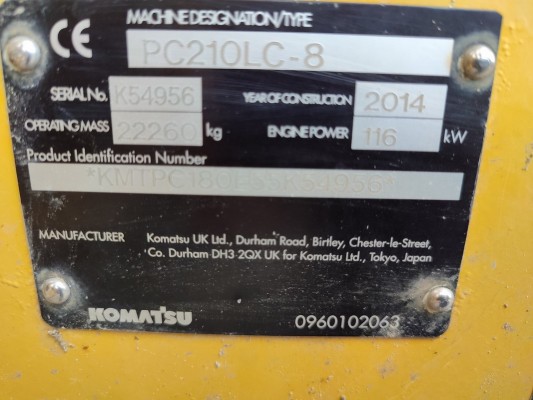 CE
MACHINE DESIGNATION/TYPE
PC210LC-8
SERIAL No. K54956 YEAR OF CONSTRUCTION 2014
OPERATING MASS 22260 kg ENGINE POWER 116 kW
Product Identification Number
MANUFACTURER Komatsu UK Ltd., Durham Road, Birtley, Chester-le-Street,
Co. Durham DH3 2QX UK for Komatsu Ltd., Tokyo, Japan
KOMATSU 0960102063